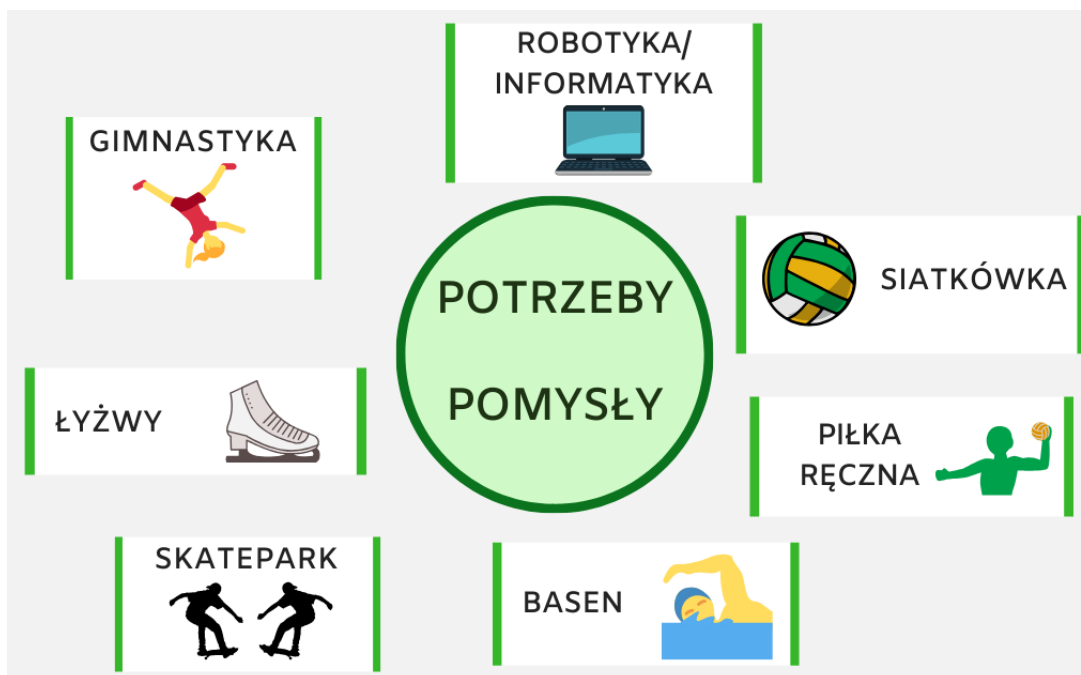 ROBOTYKA/
INFORMATYKA
GIMNASTYKA
SIATKÓWKA
POTRZEBY
POMYSŁY
ŁYŻWY
PIŁKA
RĘCZNA
SKATEPARK
BASEN